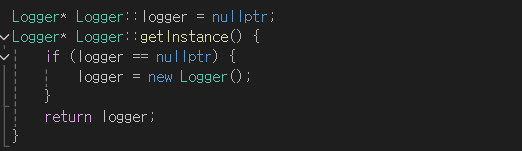 Logger* Logger::logger = nullptr;
Logger* Logger::getInstance() {
    if (logger == nullptr) {
        logger = new Logger();
    }
    return logger;
}